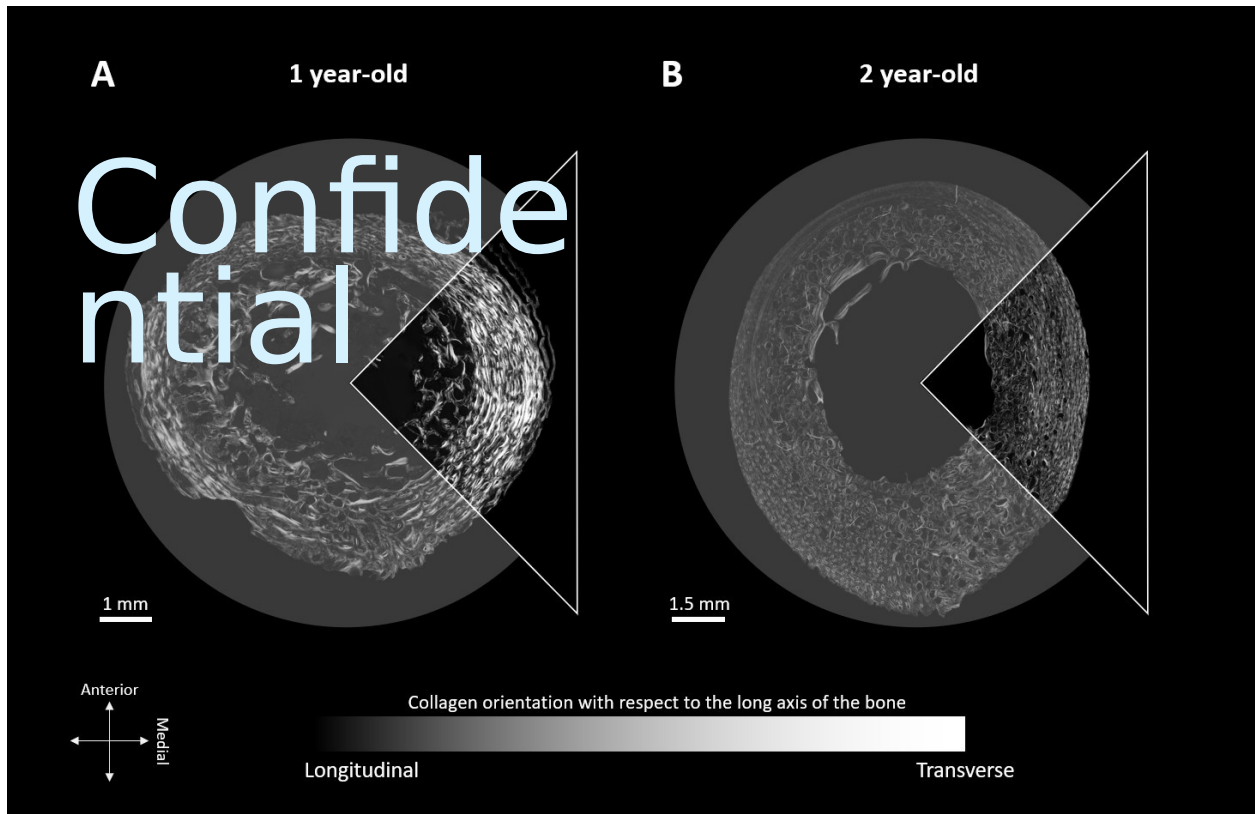 A
1 year-old
B
2 year-old
Confide
ntial
1 mm
1.5 mm
Anterior
Medial
Collagen orientation with respect to the long axis of the bone
Longitudinal
Transverse